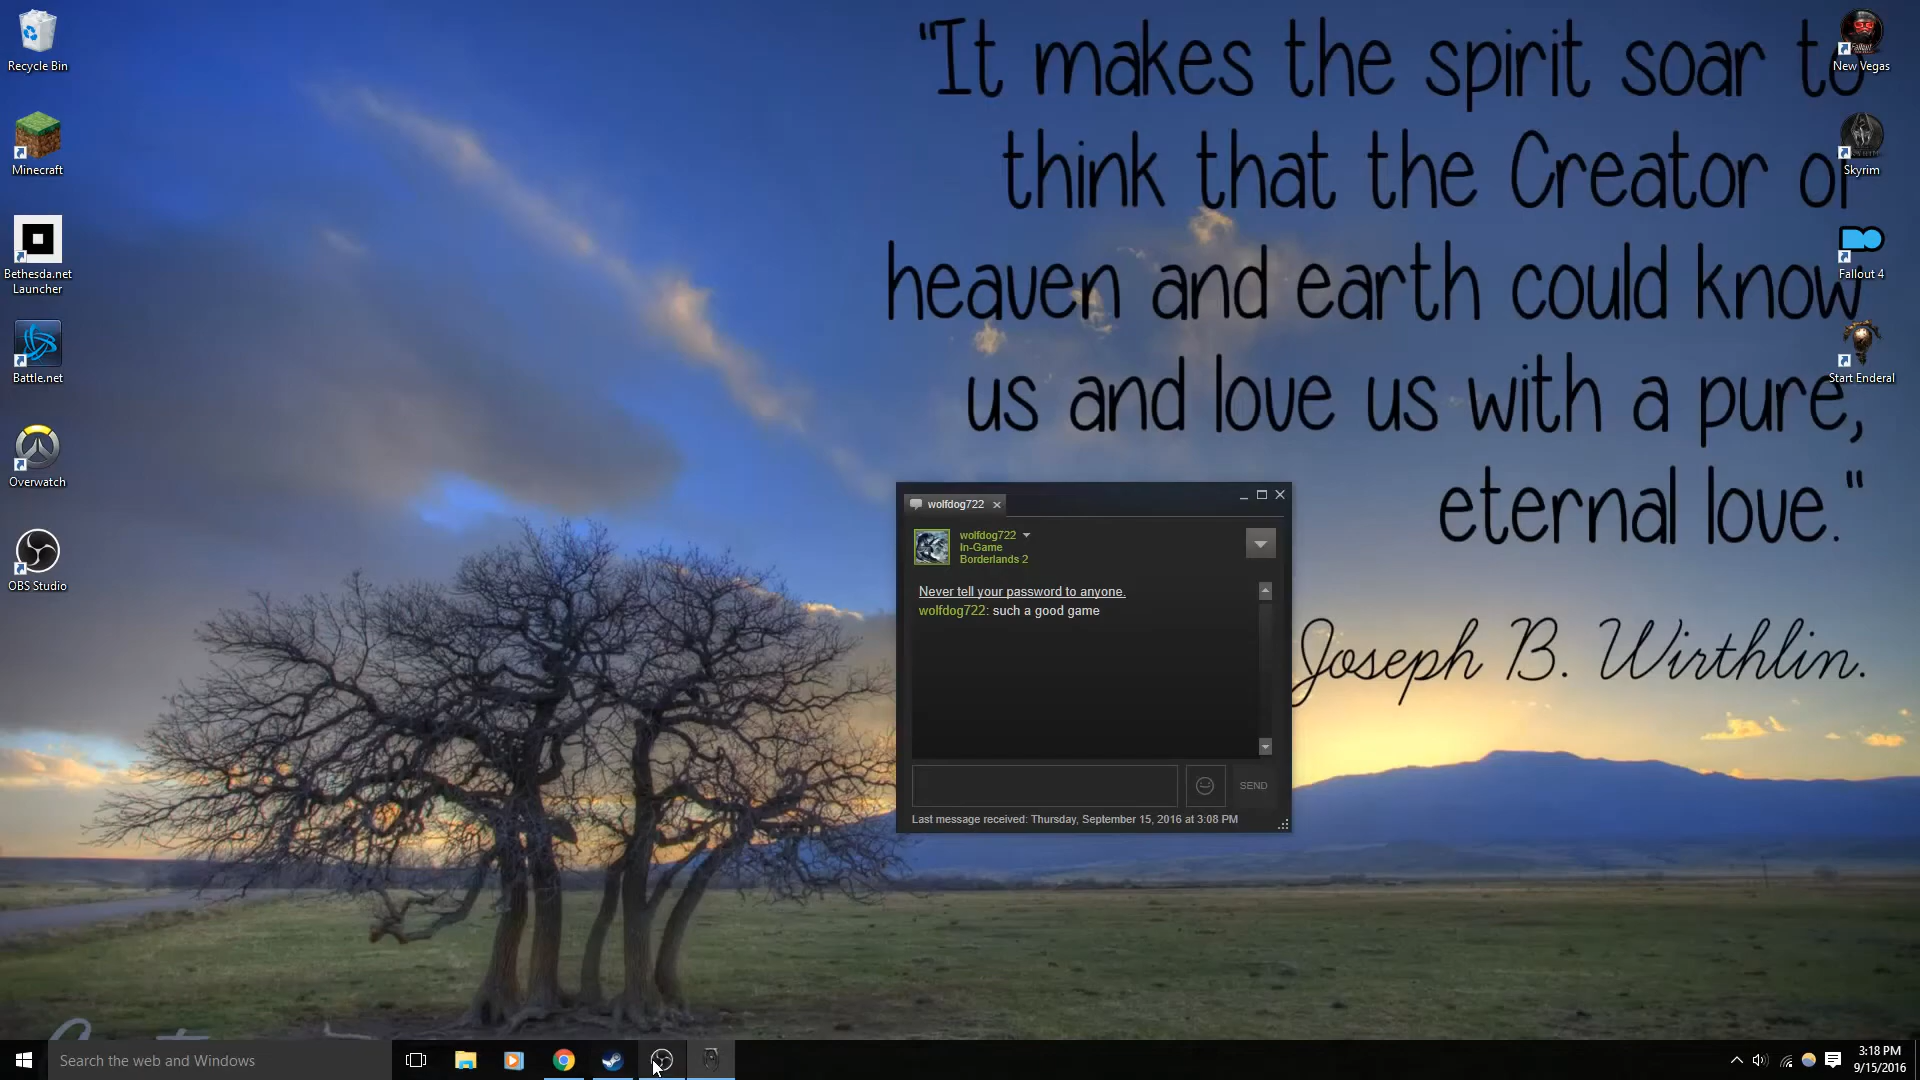 "It makes the spirit soar to
think that the Creator of
heaven and earth could know
us and love us with a pure,
eternal love."
Joseph B. Wirthlin.
Recycle Bin
Minecraft
Bethesda.net
Launcher
Battle.net
Overwatch
OBS Studio
New Vegas
Skyrim
Fallout 4
Start Enderal
wolfdog722
wolfdog722
In-Game
Borderlands 2
Never tell your password to anyone.
wolfdog722: such a good game
SEND
Last message received: Thursday, September 15, 2016 at 3:08 PM
Search the web and Windows
3:18 PM
9/15/2016